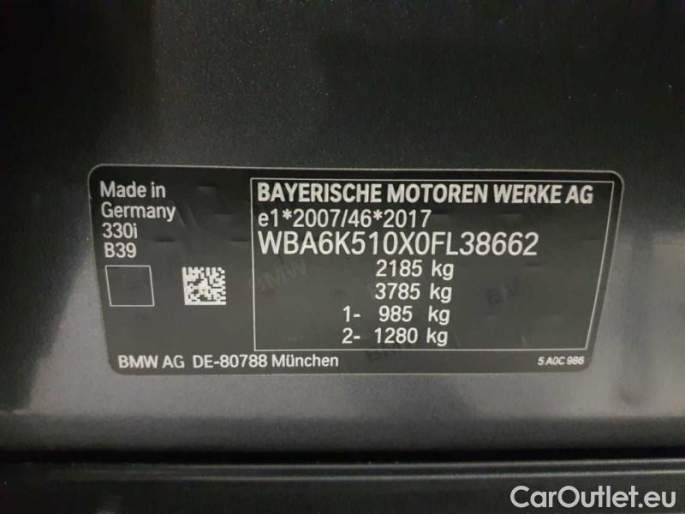 Made in
Germany
330i
B39
BMW AG DE-80788 München
BAYERISCHE MOTOREN WERKE AG
e1*2007/46*2017
WBA6K510X0FL38662
2185 kg
3785 kg
1- 985 kg
2- 1280 kg
5 A0C 986
CarOutlet.eu